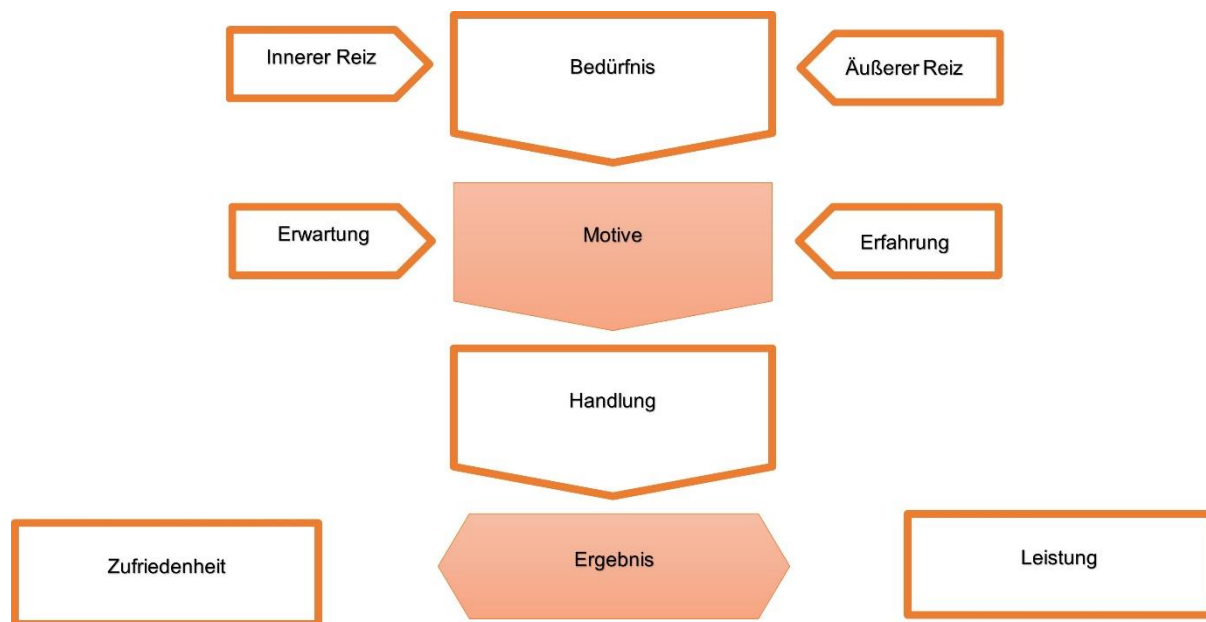 Innerer Reiz
Bedürfnis
Äußerer Reiz
Erwartung
Motive
Erfahrung
Handlung
Zufriedenheit
Ergebnis
Leistung